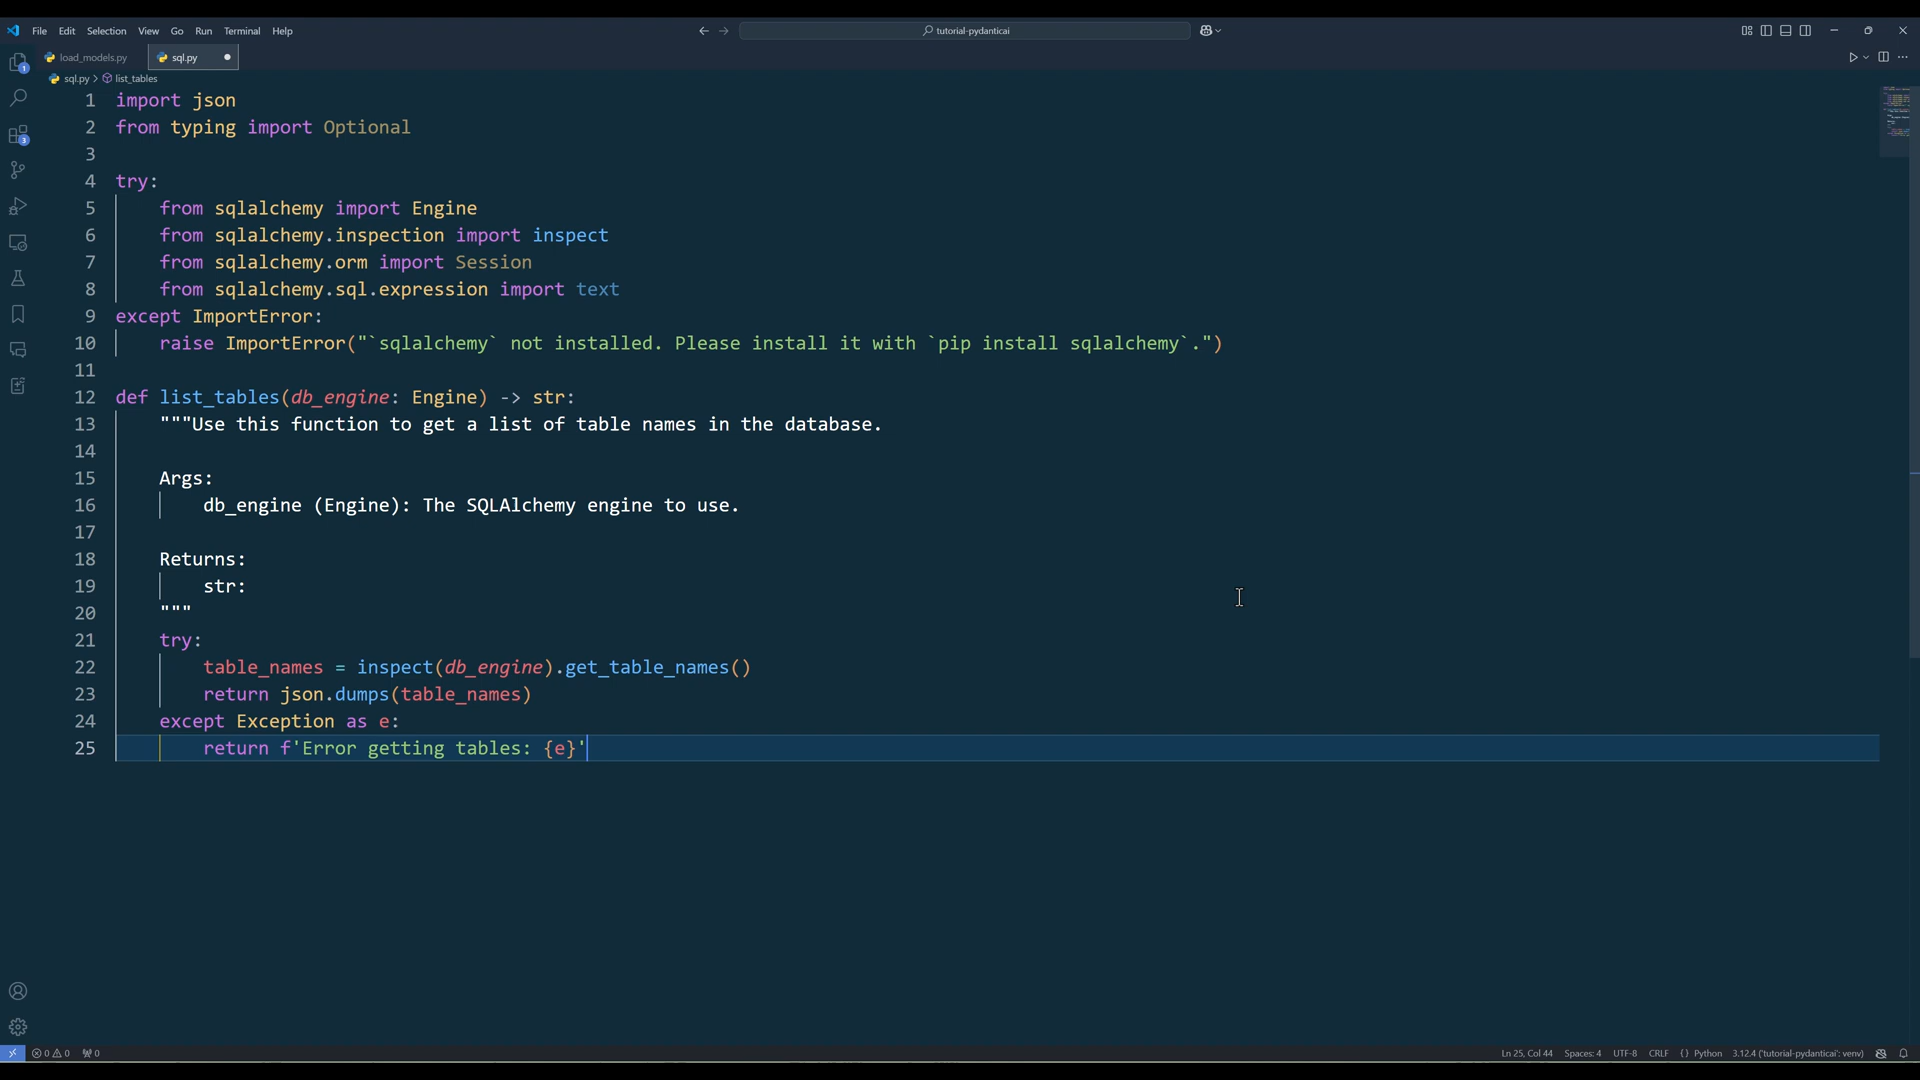 File Edit Selection View Go Run Terminal Help
tutorial-pydanticai
load_models.py
sql.py
sql.py > list_tables
1 import json
2 from typing import Optional
3
4 try:
5 from sqlalchemy import Engine
6 from sqlalchemy.inspection import inspect
7 from sqlalchemy.orm import Session
8 from sqlalchemy.sql.expression import text
9 except ImportError:
10 raise ImportError("`sqlalchemy` not installed. Please install it with `pip install sqlalchemy`.")
11
12 def list_tables(db_engine: Engine) -> str:
13 """Use this function to get a list of table names in the database.
14
15 Args:
16 db_engine (Engine): The SQLAlchemy engine to use.
17
18 Returns:
19 str:
20 """
21 try:
22 table_names = inspect(db_engine).get_table_names()
23 return json.dumps(table_names)
24 except Exception as e:
25 return f'Error getting tables: {e}'
1
3
0 0 0
Ln 25, Col 44 Spaces: 4 UTF-8 CRLF {} Python 3.12.4 ('tutorial-pydanticai': venv)